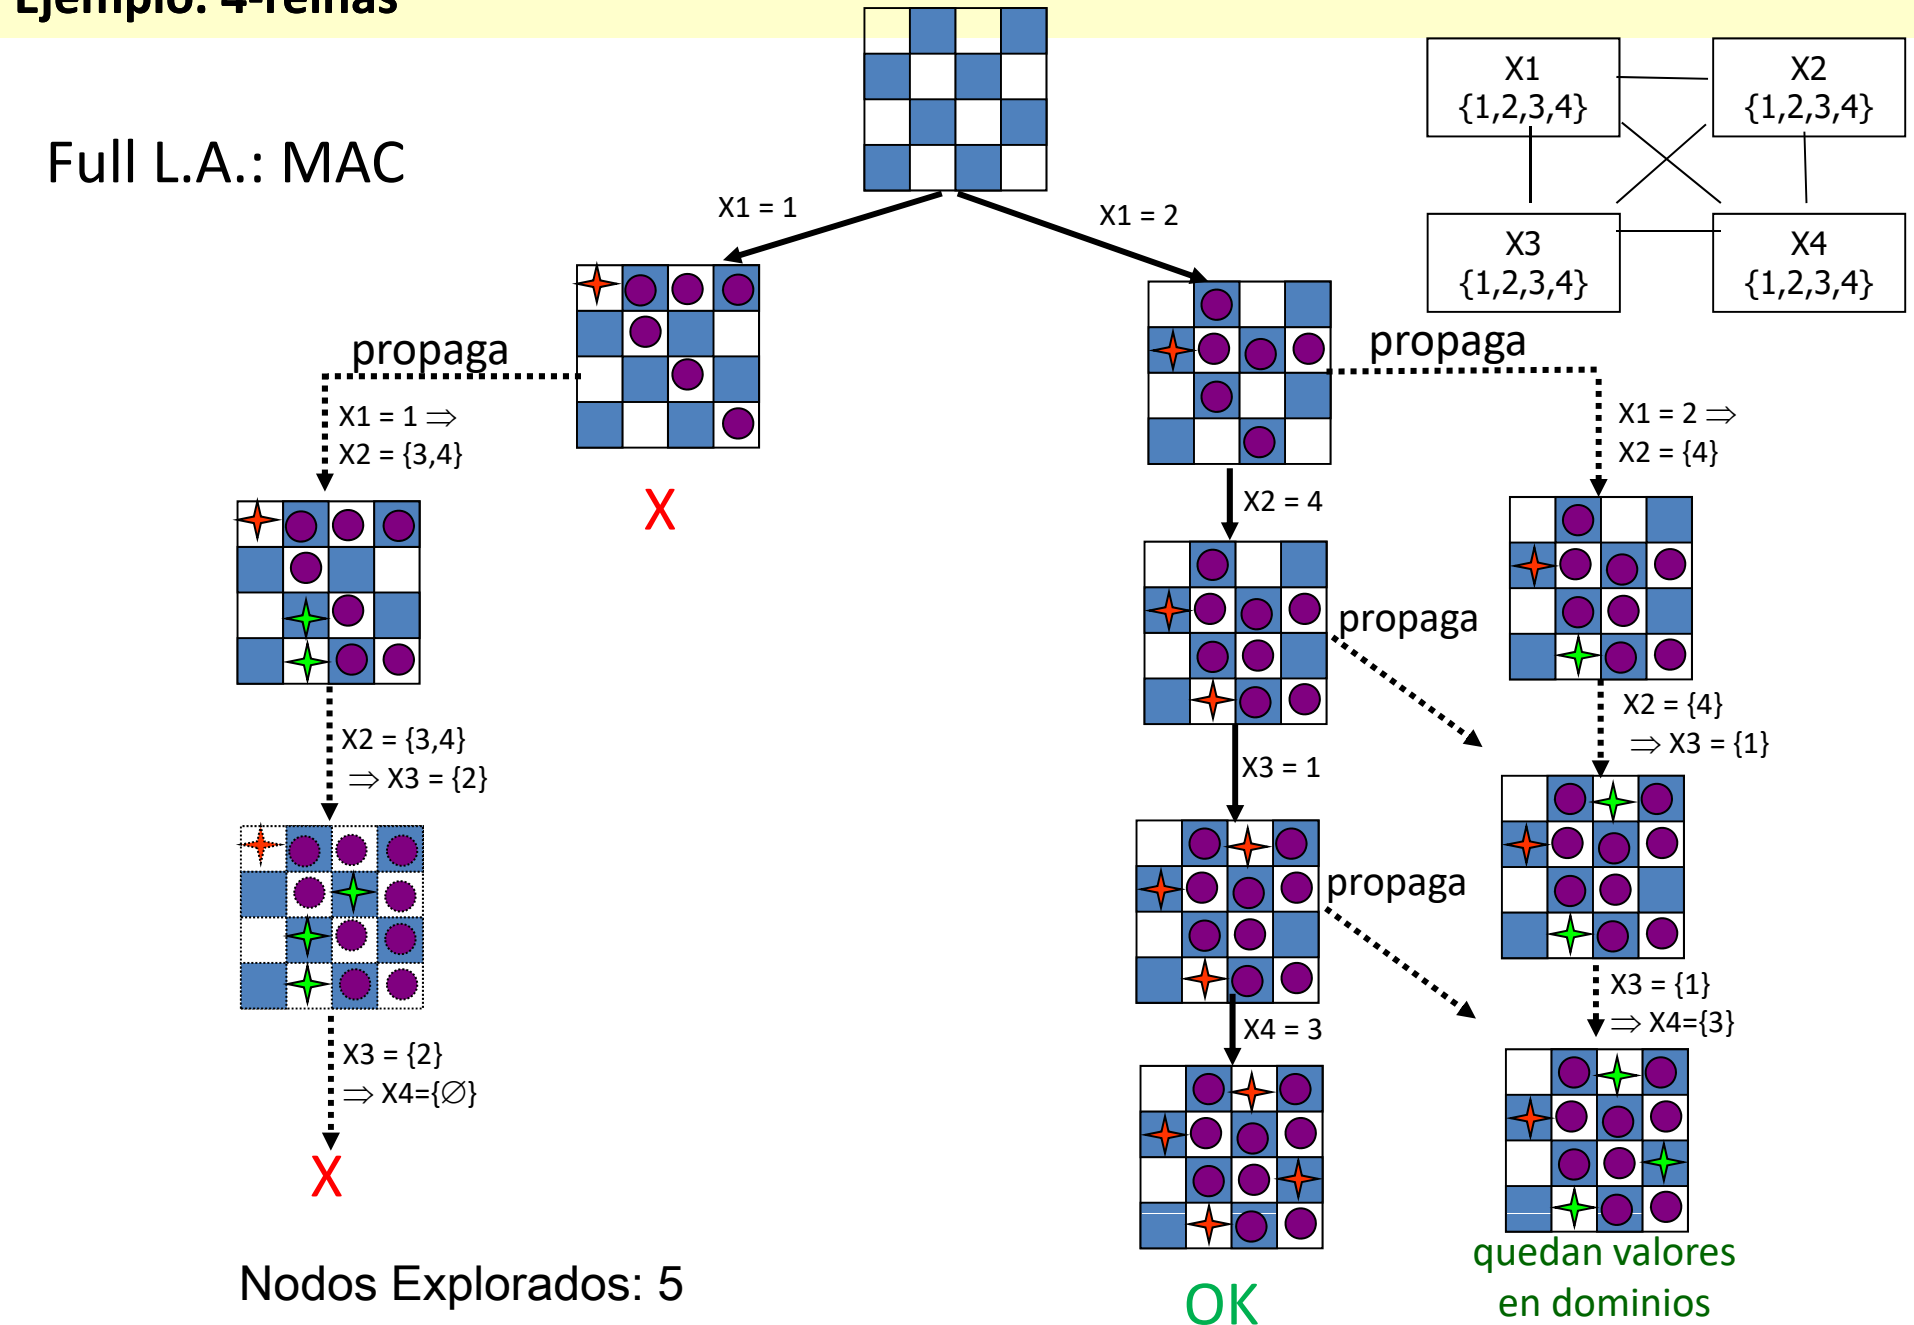 Ejemplo: 4-reinas
Full L.A.: MAC
X1
{1,2,3,4}
X2
{1,2,3,4}
X3
{1,2,3,4}
X4
{1,2,3,4}
X1 = 1
X1 = 2
propaga
X1 = 1 ⇒
X2 = {3,4}
X
X2 = {3,4}
⇒ X3 = {2}
X3 = {2}
⇒ X4={∅}
X
propaga
X1 = 2 ⇒
X2 = {4}
X2 = 4
propaga
X2 = {4}
⇒ X3 = {1}
X3 = 1
propaga
X3 = {1}
⇒ X4={3}
X4 = 3
Nodos Explorados: 5
OK
quedan valores
en dominios